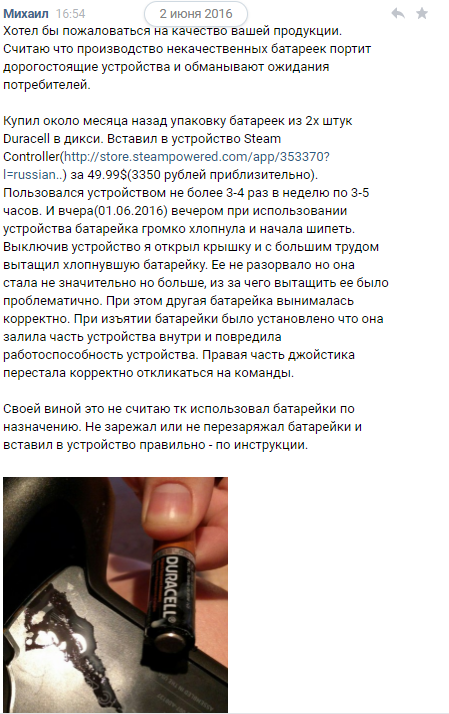 Михаил 16:54
2 июня 2016
Хотел бы пожаловаться на качество вашей продукции.
Считаю что производство некачественных батареек портит
дорогостоящие устройства и обманывают ожидания
потребителей.
Купил около месяца назад упаковку батареек из 2х штук
Duracell в дикси. Вставил в устройство Steam
Controller(http://store.steampowered.com/app/353370?
l=russian..) за 49.99$(3350 рублей приблизительно).
Пользовался устройством не более 3-4 раз в неделю по 3-5
часов. И вчера(01.06.2016) вечером при использовании
устройства батарейка громко хлопнула и начала шипеть.
Выключив устройство я открыл крышку и с большим трудом
вытащил хлопнувшую батарейку. Ее не разорвало но она
стала не значительно но больше, из за чего вытащить ее было
проблематично. При этом другая батарейка вынималась
корректно. При изъятии батарейки было установлено что она
залила часть устройства внутри и повредила
работоспособность устройства. Правая часть джойстика
перестала корректно откликаться на команды.
Своей виной это не считаю тк использовал батарейки по
назначению. Не зарежал или не перезаряжал батарейки и
вставил в устройство правильно - по инструкции.
DURACELL